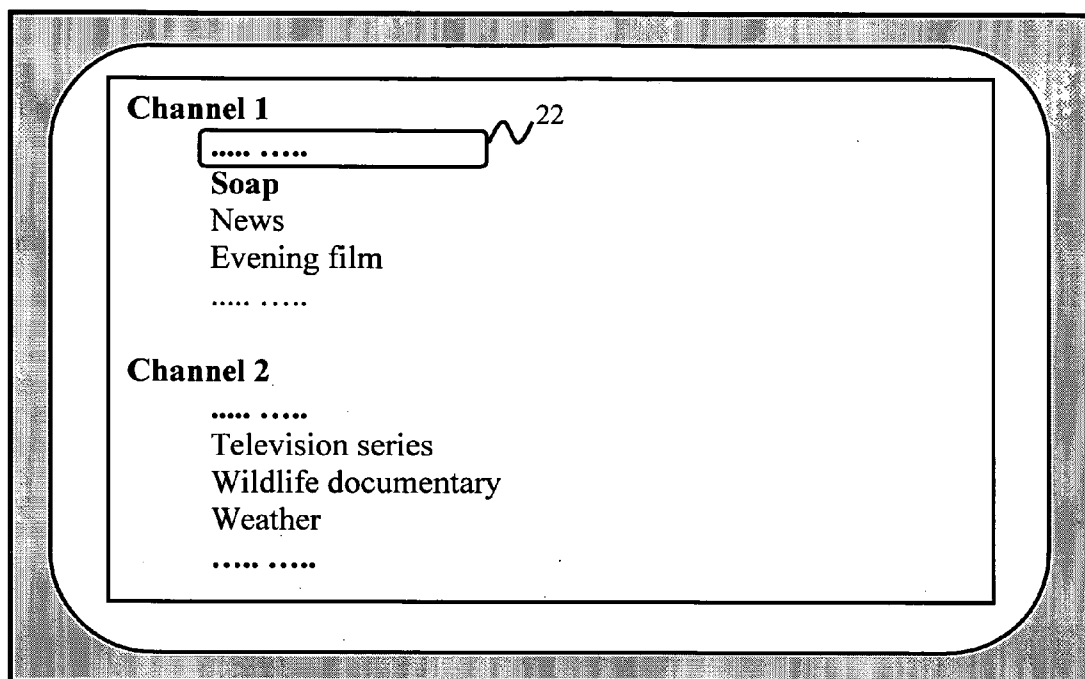 Channel 1
22
..... .....
Soap
News
Evening film
..... .....
Channel 2
..... .....
Television series
Wildlife documentary
Weather
..... .....